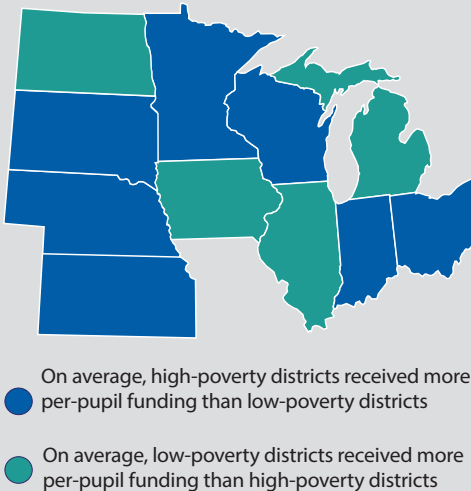 On average, high-poverty districts received more
per-pupil funding than low-poverty districts
On average, low-poverty districts received more
per-pupil funding than high-poverty districts